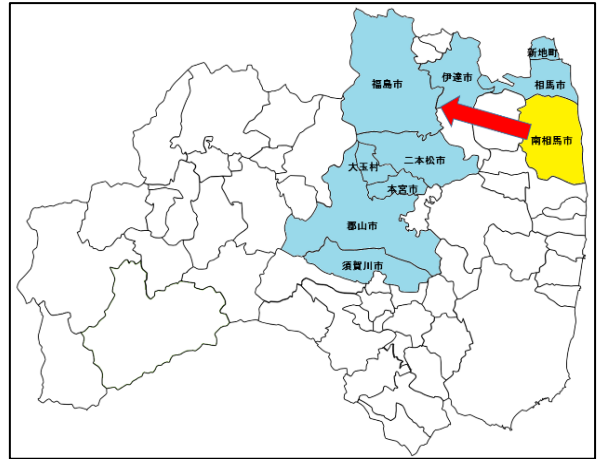 新地町
福島市
伊達市
相馬市
南相馬市
大玉村
二本松市
本宮市
郡山市
須賀川市